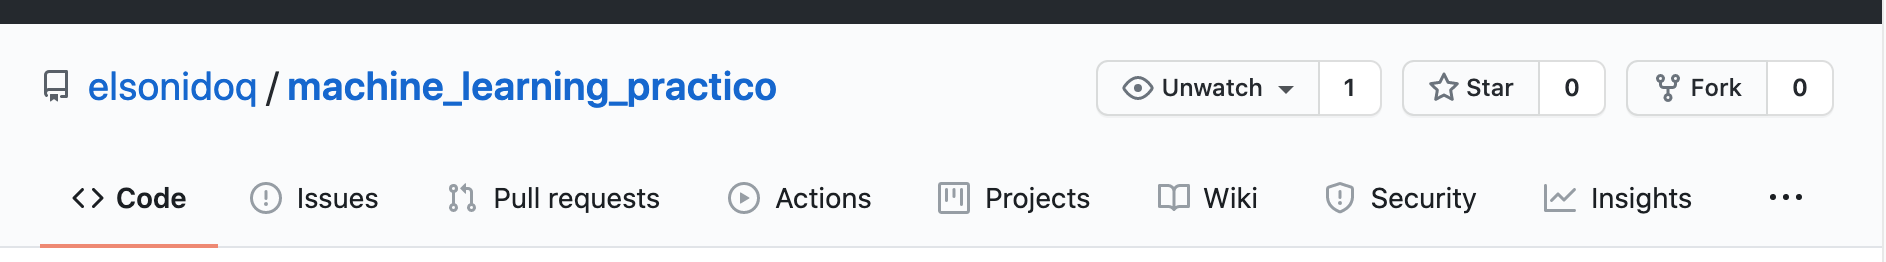 elsonidoq / machine_learning_practico Unwatch 1 Star 0 Fork 0
Code Issues Pull requests Actions Projects Wiki Security Insights ...